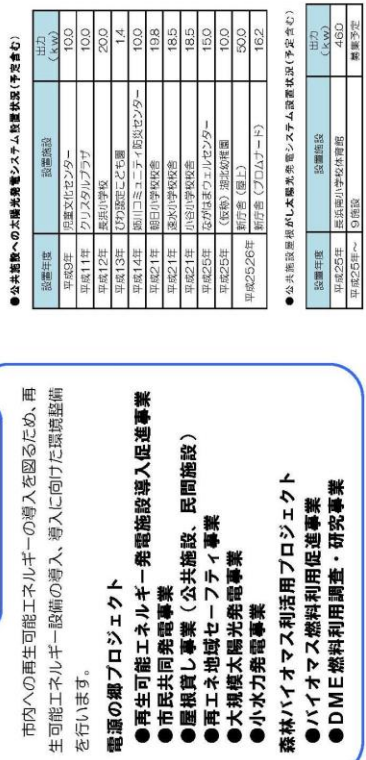 市内への再生可能エネルギーの導入を図るため、再
生可能エネルギー設備の導入、導入に向けた環境整備
を行います。
電源の郷プロジェクト
●再生可能エネルギー発電施設導入促進事業
●市民共同発電事業
●屋根貸し事業（公共施設、民間施設）
●再エネ地域セーフティ事業
●大規模太陽光発電事業
●小水力発電事業
森林バイオマス利活用プロジェクト
●バイオマス燃料利用促進事業
●DME燃料利用調査・研究事業
●公共施設への太陽光発電システム設置状況(予定含む)
設置年度 設置施設 出力（kw）
平成9年 児童文化センター 10.0
平成11年 クリスタルプラザ 10.0
平成12年 長浜小学校 20.0
平成13年 びわ認定こども園 1.4
平成14年 姉川コミュニティ防災センター 10.0
平成21年 朝日小学校校舎 19.8
平成21年 速水小学校校舎 18.5
平成21年 小谷小学校校舎 18.5
平成25年 ながはまウェルセンター 15.0
平成25年 （仮称）湖北幼稚園 10.0
平成2526年 新庁舎（屋上） 50.0
新庁舎（プロムナード） 16.2
●公共施設屋根がし太陽光発電システム設置状況(予定含む)
設置年度 設置施設 出力（kw）
平成25年 長浜南小学校体育館 46.0
平成25年～ 9施設 募集予定